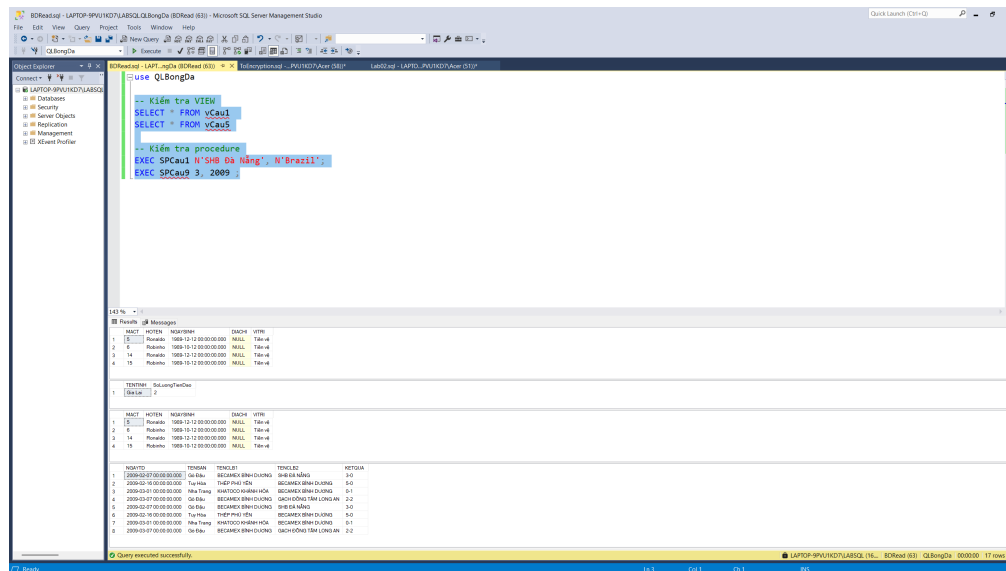 BDRead.sql - LAPTOP-9PVU1KD7\LABSQL.QLBongDa (BDRead (63)) - Microsoft SQL Server Management Studio
Quick Launch (Ctrl+Q)
File Edit View Query Project Tools Window Help
New Query
QLBongDa Execute
Object Explorer
BDRead.sql - LAPT...ngDa (BDRead (63)) ToEncryption.sql -...PVU1KD7\Acer (58))* Lab02.sql - LAPTO...PVU1KD7\Acer (51))*
Connect
LAPTOP-9PVU1KD7\LABSQL
Databases
Security
Server Objects
Replication
Management
XEvent Profiler
use QLBongDa
-- Kiểm tra VIEW
SELECT * FROM vCau1
SELECT * FROM vCau5
-- Kiểm tra procedure
EXEC SPCau1 N'SHB Đà Nẵng', N'Brazil';
EXEC SPCau9 3, 2009 ;
143 %
Results Messages
MACT HOTEN NGAYSINH DIACHI VITRI
1 5 Ronaldo 1989-12-12 00:00:00.000 NULL Tiền vệ
2 6 Robinho 1989-10-12 00:00:00.000 NULL Tiền vệ
3 14 Ronaldo 1989-12-12 00:00:00.000 NULL Tiền vệ
4 15 Robinho 1989-10-12 00:00:00.000 NULL Tiền vệ
TENTINH SoLuongTienDao
1 Gia Lai 2
MACT HOTEN NGAYSINH DIACHI VITRI
1 5 Ronaldo 1989-12-12 00:00:00.000 NULL Tiền vệ
2 6 Robinho 1989-10-12 00:00:00.000 NULL Tiền vệ
3 14 Ronaldo 1989-12-12 00:00:00.000 NULL Tiền vệ
4 15 Robinho 1989-10-12 00:00:00.000 NULL Tiền vệ
NGAYTD TENSAN TENCLB1 TENCLB2 KETQUA
1 2009-02-07 00:00:00.000 Gò Đậu BECAMEX BÌNH DƯƠNG SHB ĐÀ NẴNG 3-0
2 2009-02-16 00:00:00.000 Tuy Hòa THÉP PHÚ YÊN BECAMEX BÌNH DƯƠNG 5-0
3 2009-03-01 00:00:00.000 Nha Trang KHATOCO KHÁNH HÒA BECAMEX BÌNH DƯƠNG 0-1
4 2009-03-07 00:00:00.000 Gò Đậu BECAMEX BÌNH DƯƠNG GẠCH ĐỒNG TÂM LONG AN 2-2
5 2009-02-07 00:00:00.000 Gò Đậu BECAMEX BÌNH DƯƠNG SHB ĐÀ NẴNG 3-0
6 2009-02-16 00:00:00.000 Tuy Hòa THÉP PHÚ YÊN BECAMEX BÌNH DƯƠNG 5-0
7 2009-03-01 00:00:00.000 Nha Trang KHATOCO KHÁNH HÒA BECAMEX BÌNH DƯƠNG 0-1
8 2009-03-07 00:00:00.000 Gò Đậu BECAMEX BÌNH DƯƠNG GẠCH ĐỒNG TÂM LONG AN 2-2
Query executed successfully. LAPTOP-9PVU1KD7\LABSQL (16... BDRead (63) QLBongDa 00:00:00 17 rows
Ready Ln 3 Col 1 Ch 1 INS